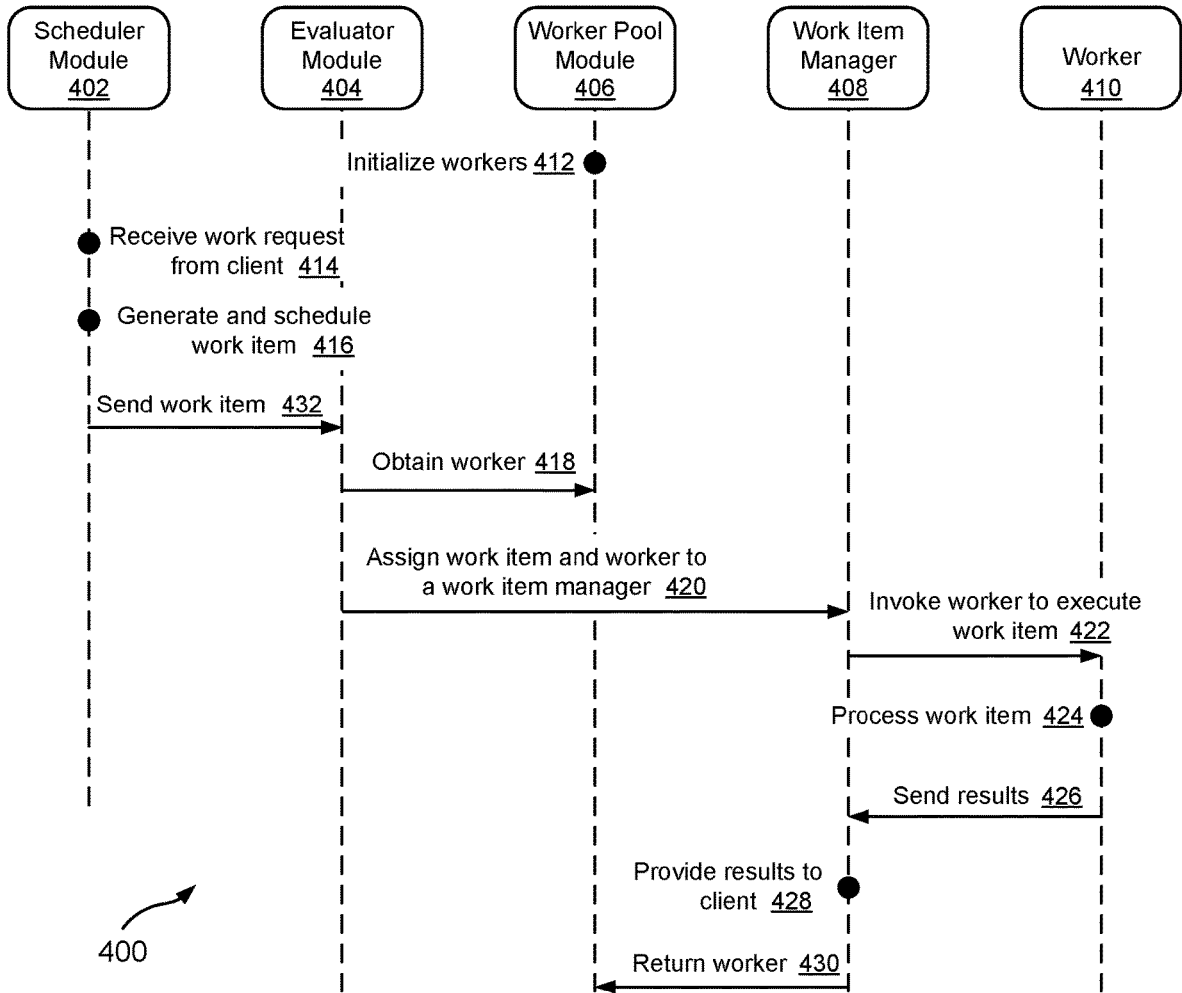 Scheduler
Module
402
Evaluator
Module
404
Worker Pool
Module
406
Work Item
Manager
408
Worker
410
Initialize workers 412
Receive work request
from client 414
Generate and schedule
work item 416
Send work item 432
Obtain worker 418
Assign work item and worker to
a work item manager 420
Invoke worker to execute
work item 422
Process work item 424
Send results 426
Provide results to
client 428
400
Return worker 430